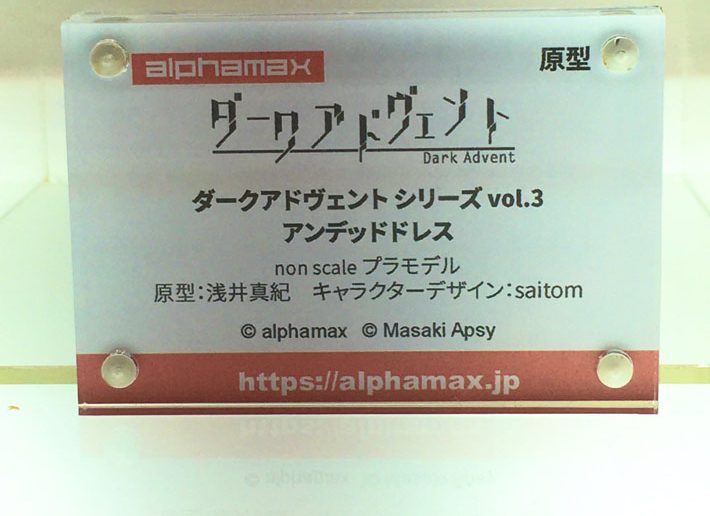 alphamax
原型
ダークアドヴェント
Dark Advent
ダークアドヴェント シリーズ vol.3
アンデッドドレス
non scale プラモデル
原型：浅井真紀　キャラクターデザイン：saitom
© alphamax © Masaki Apsy
https://alphamax.jp